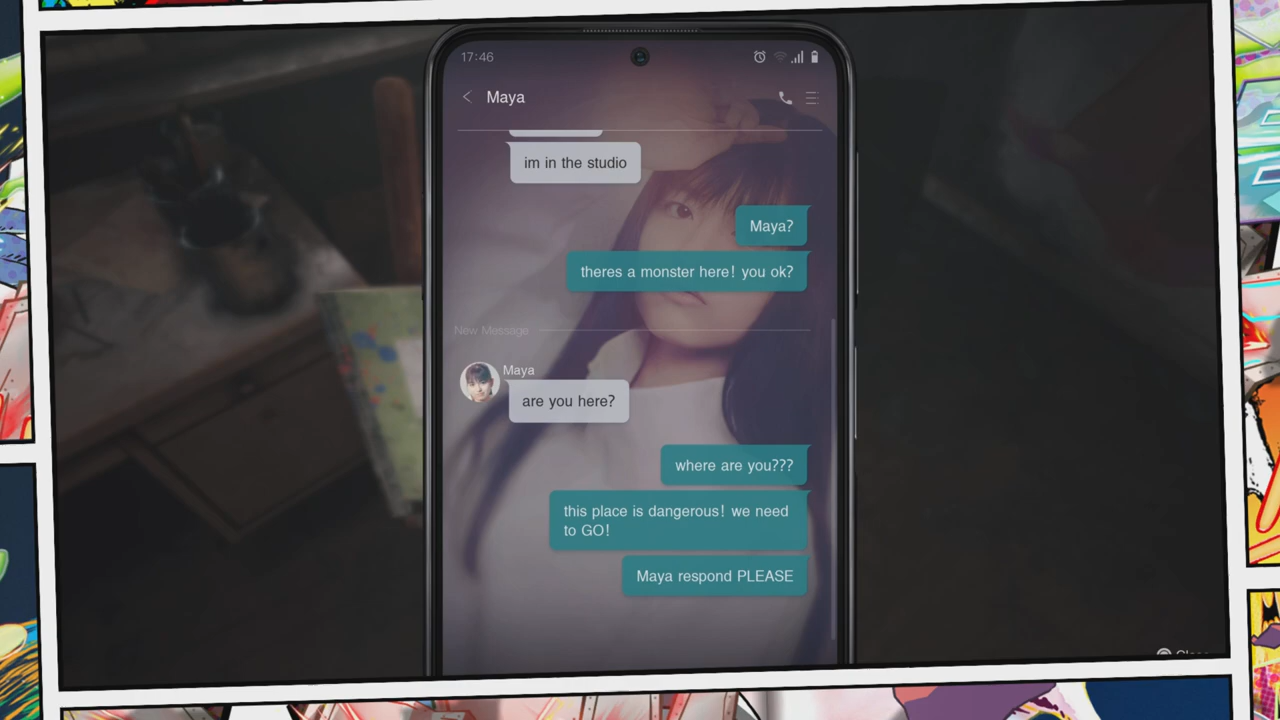 17:46
Maya
im in the studio
Maya?
theres a monster here! you ok?
New Message
Maya
are you here?
where are you???
this place is dangerous! we need
to GO!
Maya respond PLEASE